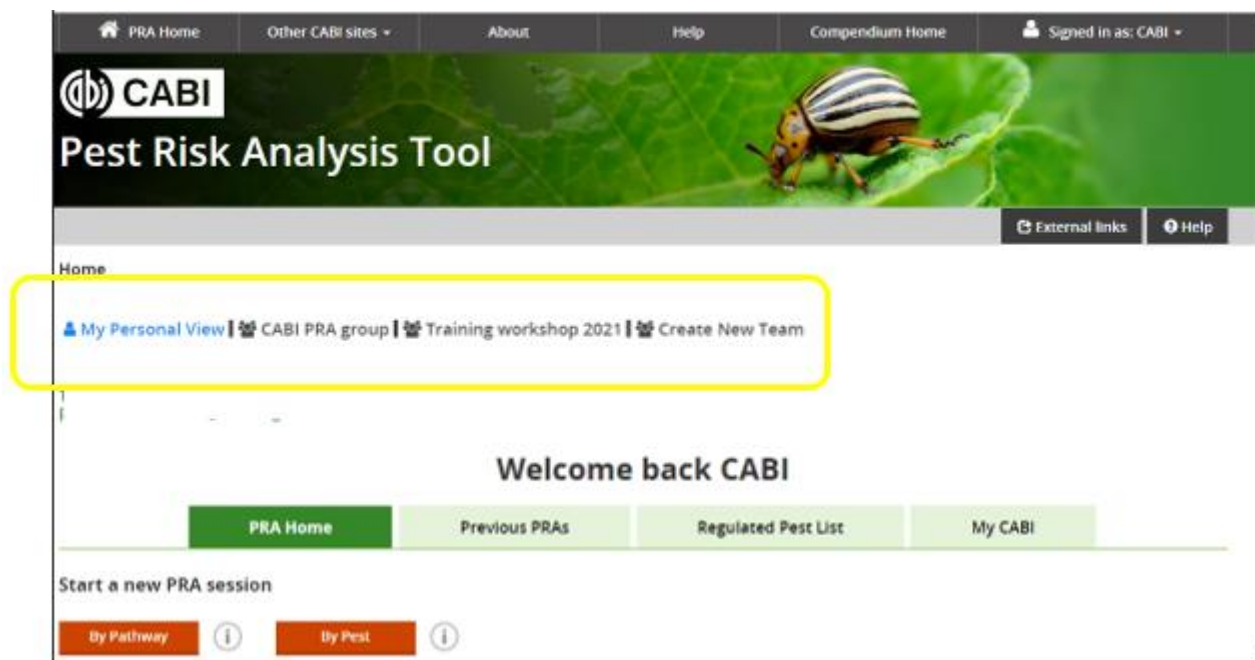 PRA Home Other CABI sites About Help Compendium Home Signed in as: CABI
CABI
Pest Risk Analysis Tool
External links Help
Home
My Personal View CABI PRA group Training workshop 2021 Create New Team
Welcome back CABI
PRA Home Previous PRAs Regulated Pest List My CABI
Start a new PRA session
By Pathway i By Pest i